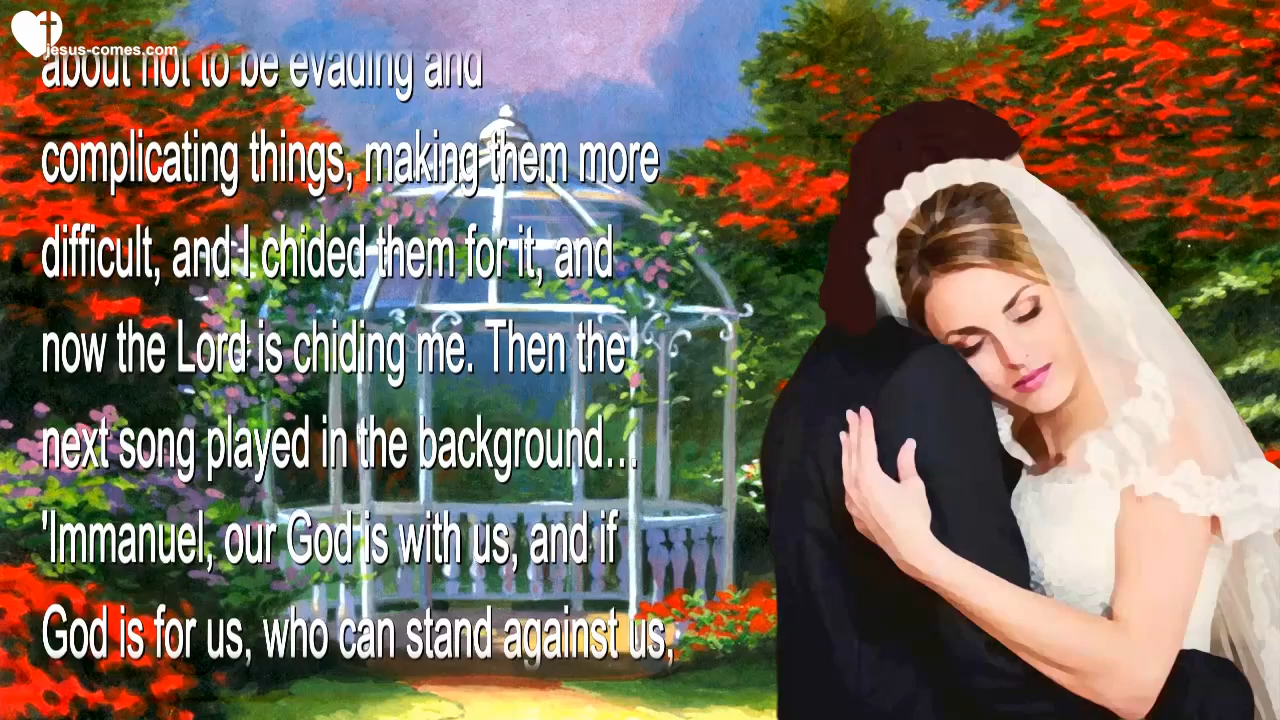 jesus-comes.com
about not to be evading and
complicating things, making them more
difficult, and I chided them for it, and
now the Lord is chiding me. Then the
next song played in the background...
"Immanuel, our God is with us, and if
God is for us, who can stand against us,